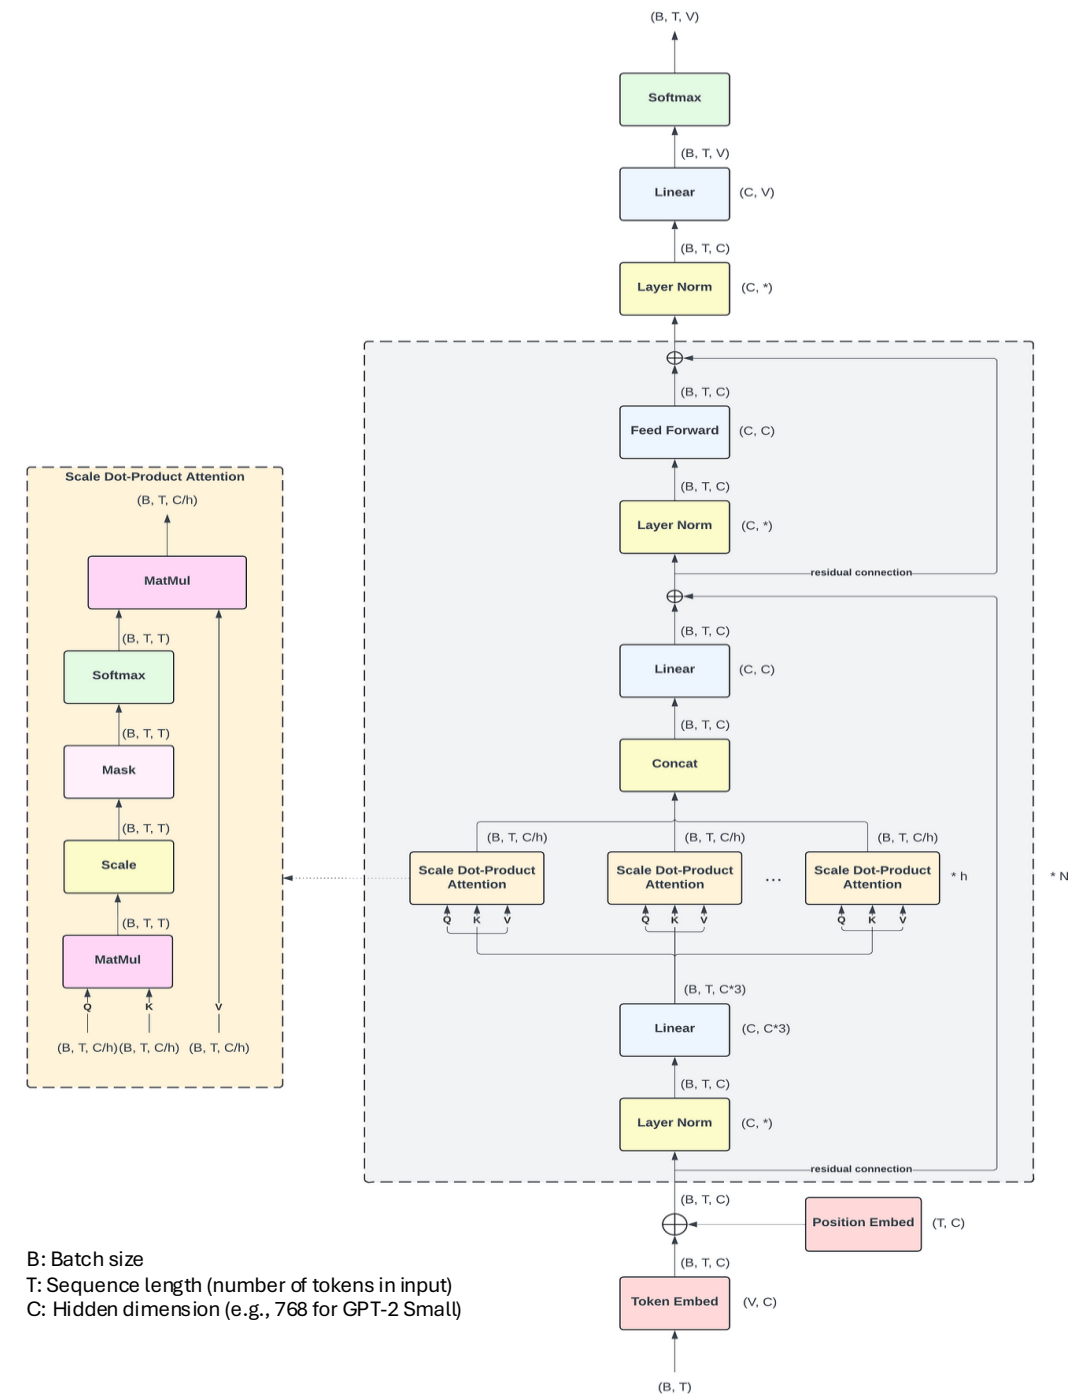 (B, T, V)
Softmax
(B, T, V)
Linear (C, V)
(B, T, C)
Layer Norm (C, *)
(B, T, C)
Feed Forward (C, C)
(B, T, C)
Layer Norm (C, *)
residual connection
(B, T, C)
Linear (C, C)
(B, T, C)
Concat
(B, T, C/h) (B, T, C/h) (B, T, C/h)
Scale Dot-Product Attention
Scale Dot-Product Attention
...
Scale Dot-Product Attention
* h
* N
Q K V Q K V Q K V
(B, T, C*3)
Linear (C, C*3)
(B, T, C)
Layer Norm (C, *)
residual connection
(B, T, C)
Position Embed (T, C)
(B, T, C)
Token Embed (V, C)
(B, T)
Scale Dot-Product Attention
(B, T, C/h)
MatMul
(B, T, T)
Softmax
(B, T, T)
Mask
(B, T, T)
Scale
(B, T, T)
MatMul
Q K V
(B, T, C/h) (B, T, C/h) (B, T, C/h)
B: Batch size
T: Sequence length (number of tokens in input)
C: Hidden dimension (e.g., 768 for GPT-2 Small)